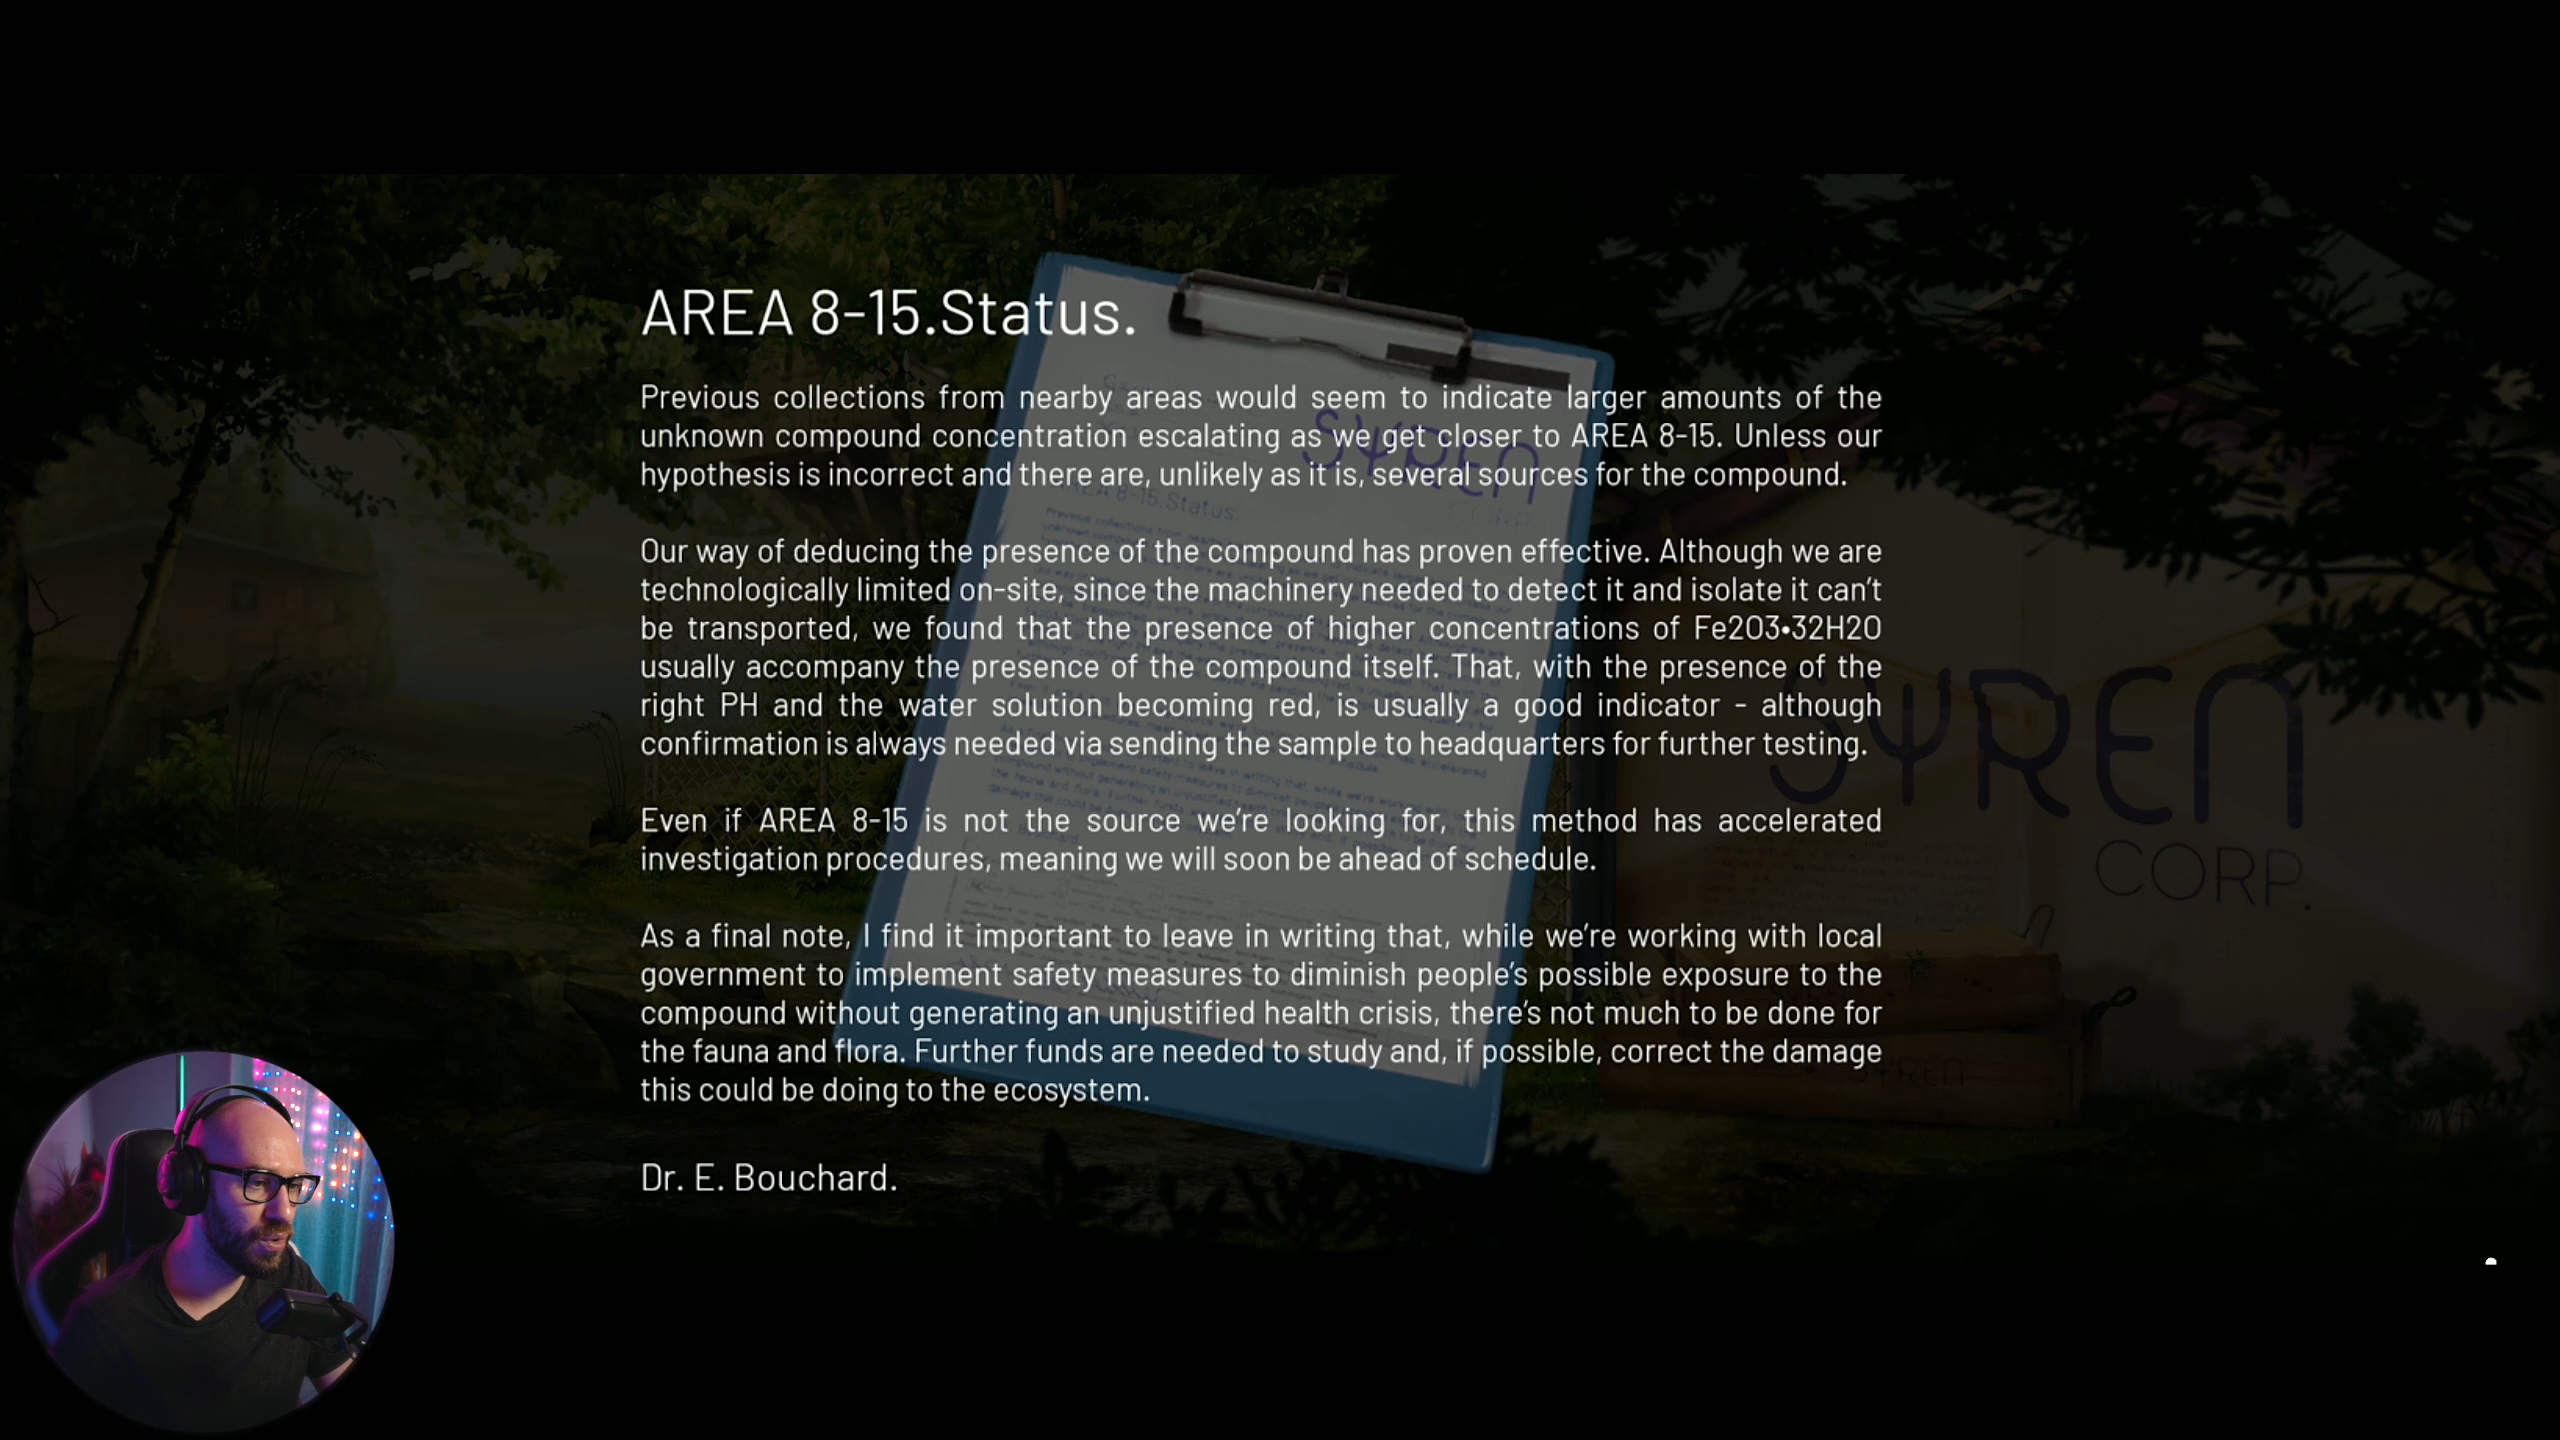 AREA 8-15.Status.
Previous collections from nearby areas would seem to indicate larger amounts of the
unknown compound concentration escalating as we get closer to AREA 8-15. Unless our
hypothesis is incorrect and there are, unlikely as it is, several sources for the compound.
Our way of deducing the presence of the compound has proven effective. Although we are
technologically limited on-site, since the machinery needed to detect it and isolate it can't
be transported, we found that the presence of higher concentrations of Fe2O3•32H2O
usually accompany the presence of the compound itself. That, with the presence of the
right PH and the water solution becoming red, is usually a good indicator - although
confirmation is always needed via sending the sample to headquarters for further testing.
Even if AREA 8-15 is not the source we're looking for, this method has accelerated
investigation procedures, meaning we will soon be ahead of schedule.
As a final note, I find it important to leave in writing that, while we're working with local
government to implement safety measures to diminish people's possible exposure to the
compound without generating an unjustified health crisis, there's not much to be done for
the fauna and flora. Further funds are needed to study and, if possible, correct the damage
this could be doing to the ecosystem.
Dr. E. Bouchard.
SYREN
CORP.
SYREN
CORP.
SYREN